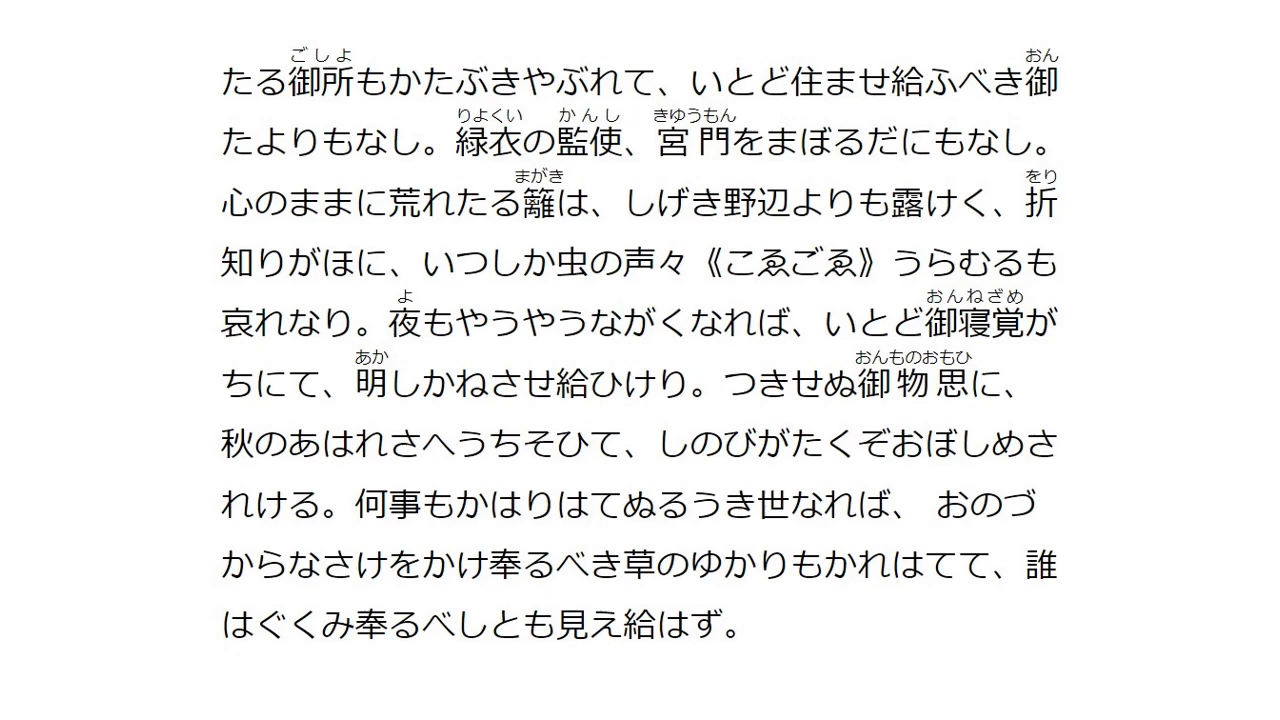 たる御所もかたぶきやぶれて、いとど住ませ給ふべき御
たよりもなし。緑衣の監使、宮門をまぼるだにもなし。
心のままに荒れたる籬は、しげき野辺よりも露けく、折
知りがほに、いつしか虫の声々《こゑごゑ》うらむるも
哀れなり。夜もやうやうながくなれば、いとど御寝覚が
ちにて、明しかねさせ給ひけり。つきせぬ御物思に、
秋のあはれさへうちそひて、しのびがたくぞおぼしめさ
れける。何事もかはりはてぬるうき世なれば、 おのづ
からなさけをかけ奉るべき草のゆかりもかれはてて、誰
はぐくみ奉るべしとも見え給はず。